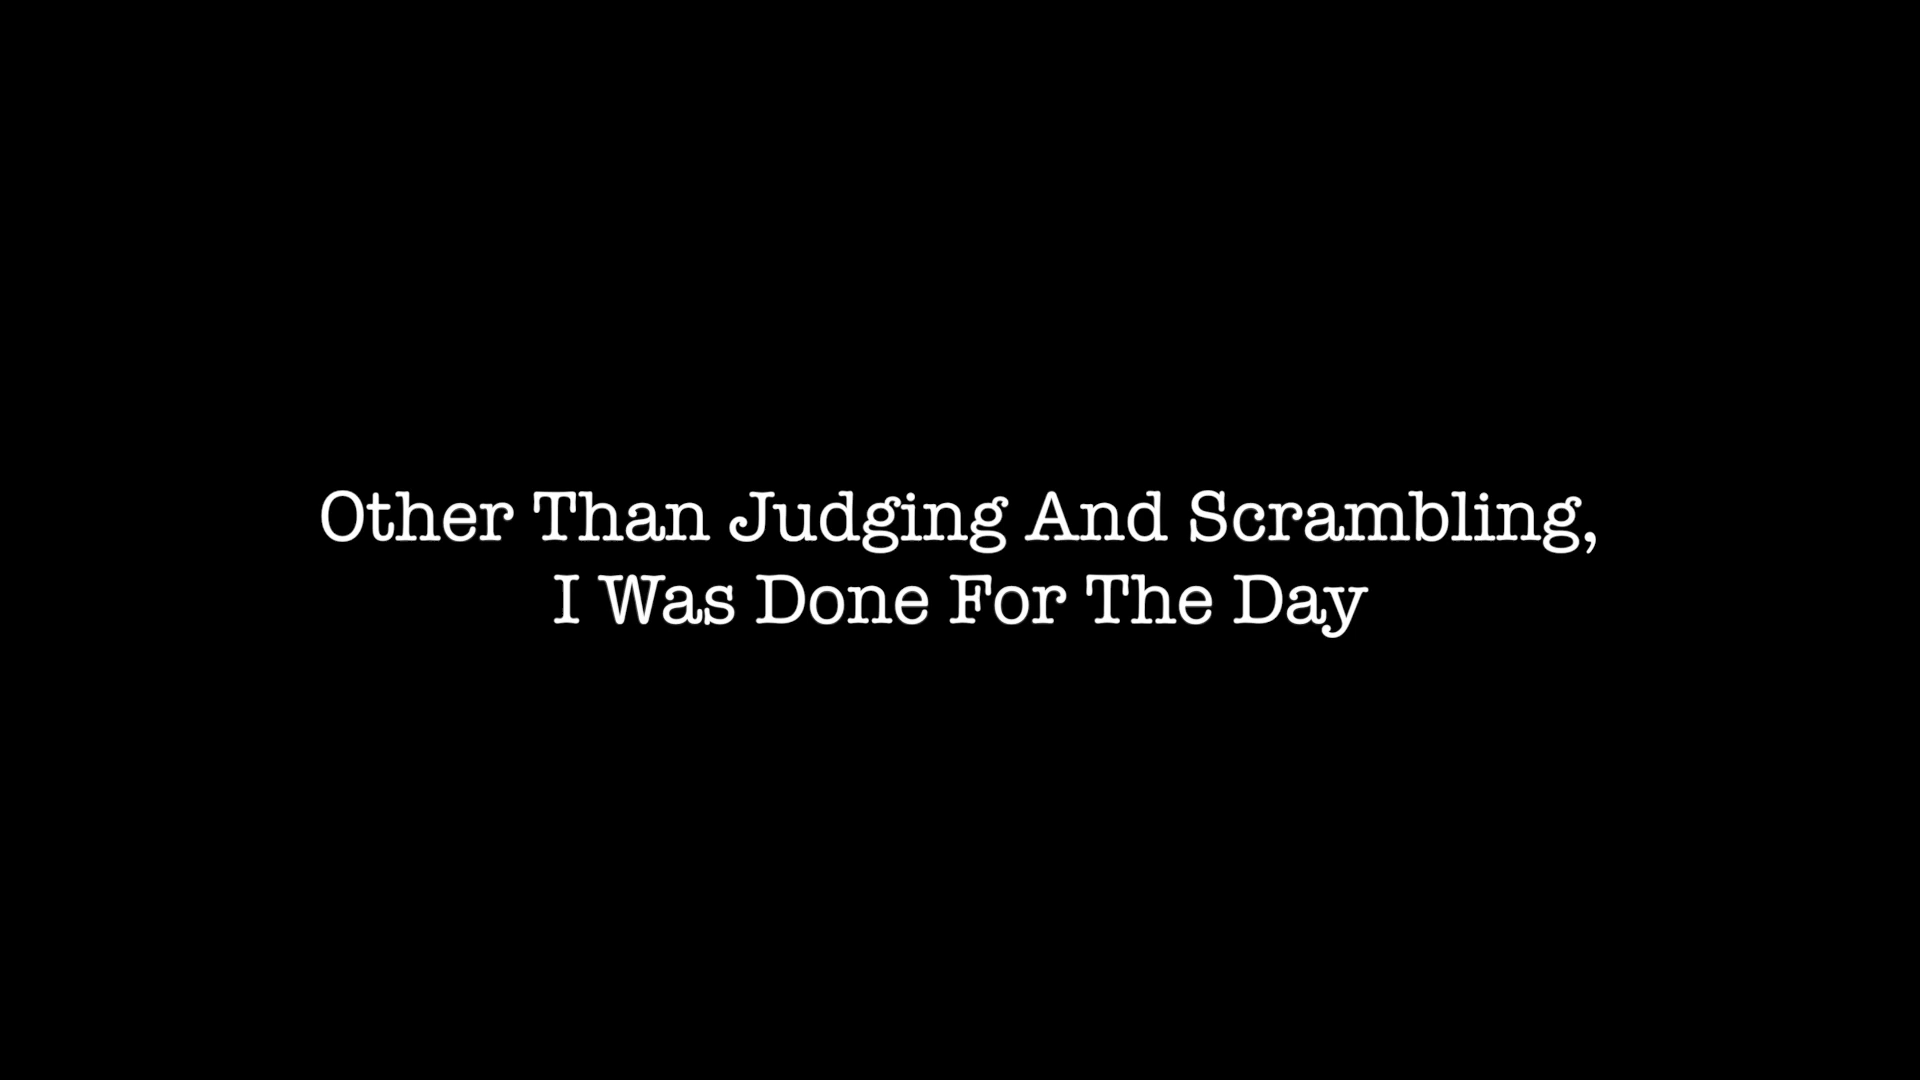 Other Than Judging And Scrambling,
I Was Done For The Day